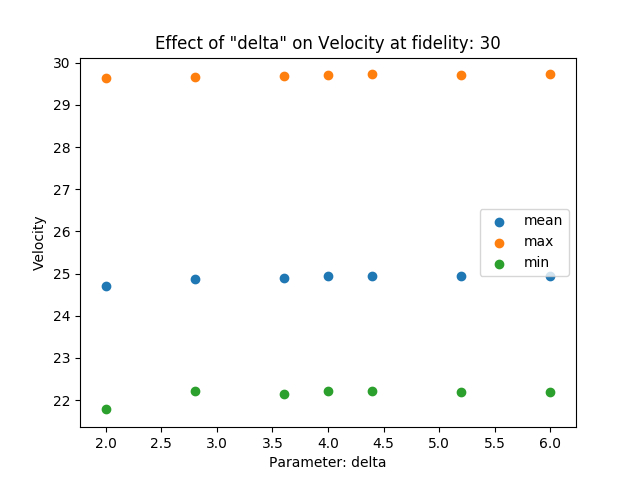 Effect of "delta" on Velocity at fidelity: 30
30
29
28
27
26
25
24
23
22
Velocity
mean
max
min
2.0 2.5 3.0 3.5 4.0 4.5 5.0 5.5 6.0
Parameter: delta